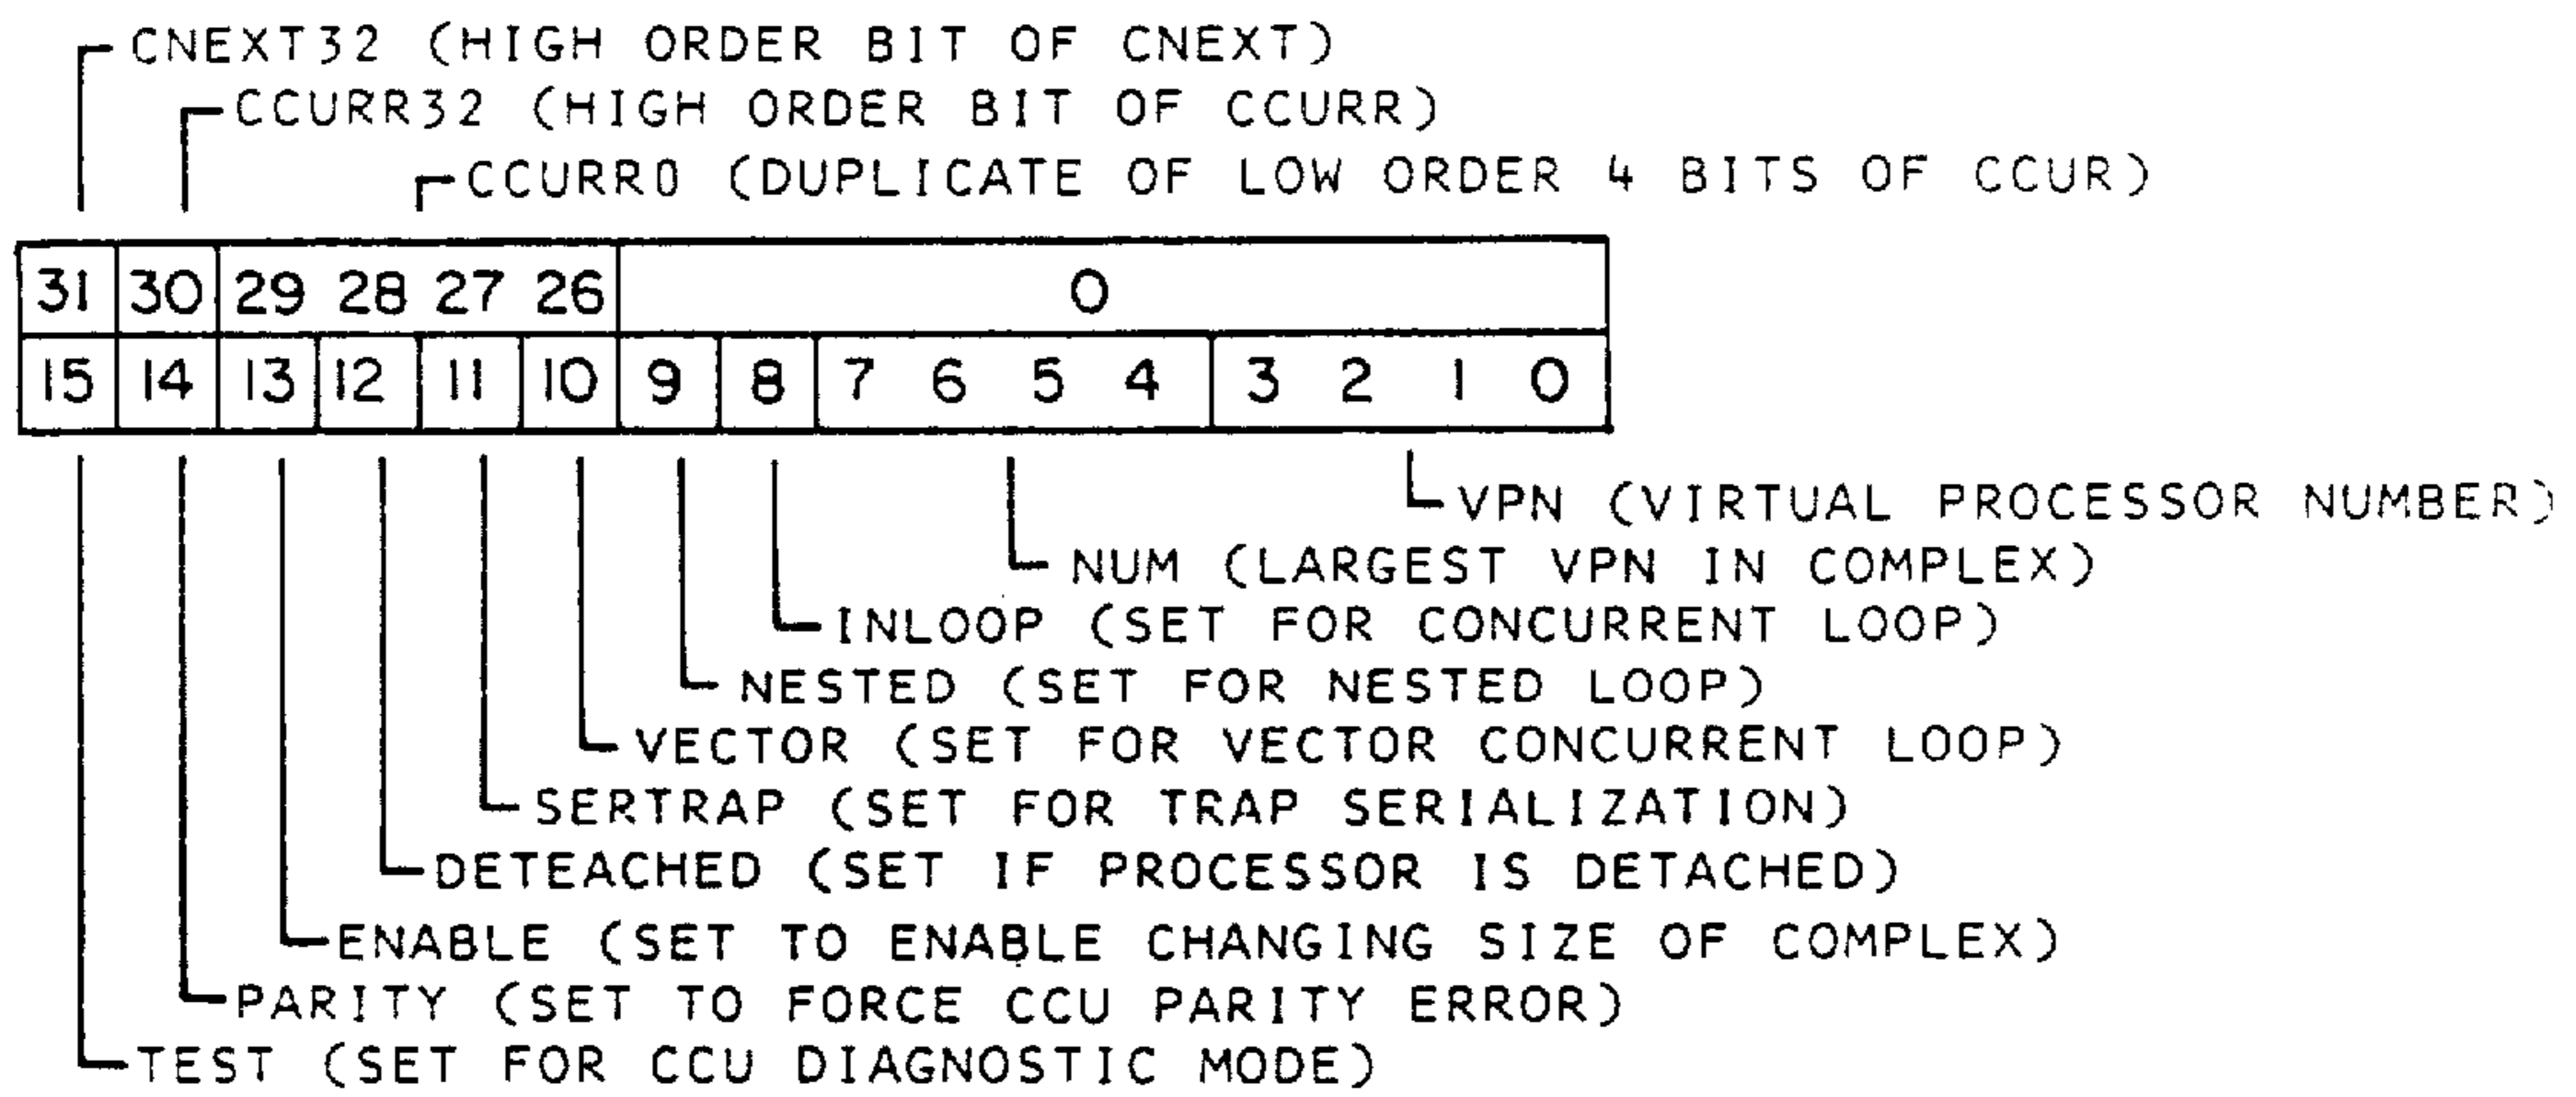 CNEXT32 (HIGH ORDER BIT OF CNEXT)
CCURR32 (HIGH ORDER BIT OF CCURR)
CCURR0 (DUPLICATE OF LOW ORDER 4 BITS OF CCUR)
31 30 29 28 27 26 0
15 14 13 12 11 10 9 8 7 6 5 4 3 2 1 0
VPN (VIRTUAL PROCESSOR NUMBER)
NUM (LARGEST VPN IN COMPLEX)
INLOOP (SET FOR CONCURRENT LOOP)
NESTED (SET FOR NESTED LOOP)
VECTOR (SET FOR VECTOR CONCURRENT LOOP)
SERTRAP (SET FOR TRAP SERIALIZATION)
DETEACHED (SET IF PROCESSOR IS DETACHED)
ENABLE (SET TO ENABLE CHANGING SIZE OF COMPLEX)
PARITY (SET TO FORCE CCU PARITY ERROR)
TEST (SET FOR CCU DIAGNOSTIC MODE)